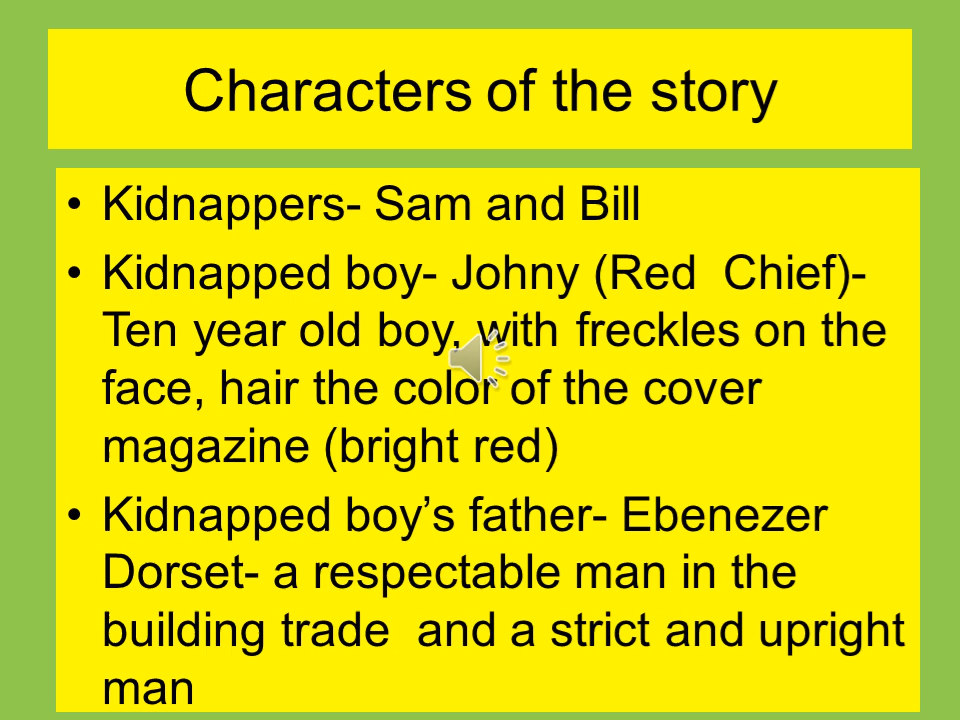 Characters of the story
• Kidnappers- Sam and Bill
• Kidnapped boy- Johny (Red  Chief)-
Ten year old boy, with freckles on the
face, hair the color of the cover
magazine (bright red)
• Kidnapped boy’s father- Ebenezer
Dorset- a respectable man in the
building trade  and a strict and upright
man